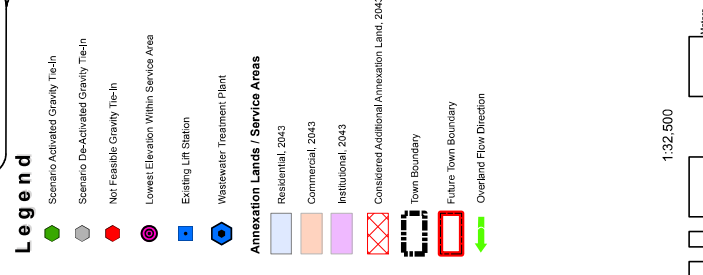 Legend
Scenario Activated Gravity Tie-In
Scenario De-Activated Gravity Tie-In
Not Feasible Gravity Tie-In
Lowest Elevation Within Service Area
Existing Lift Station
Wastewater Treatment Plant
Annexation Lands / Service Areas
Residential, 2043
Commercial, 2043
Institutional, 2043
Considered Additional Annexation Land, 2043
Town Boundary
Future Town Boundary
Overland Flow Direction
1:32,500